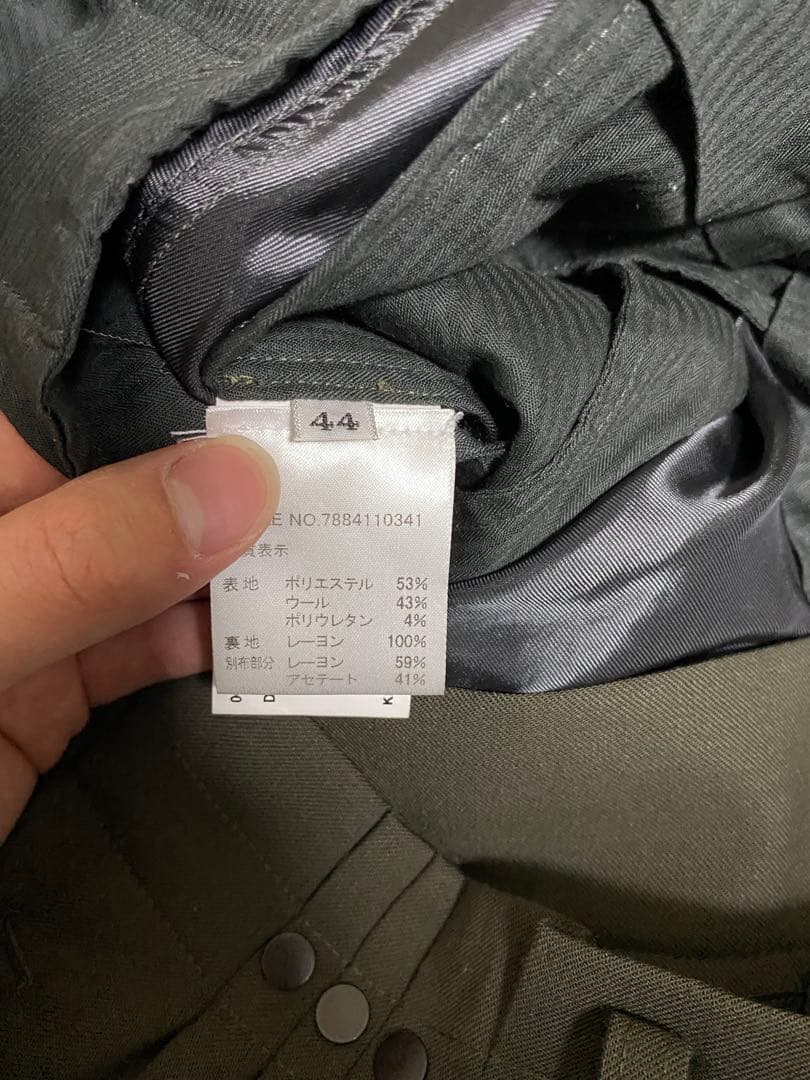 44
E NO.7884110341
質表示
表地 ポリエステル 53%
ウール 43%
ポリウレタン 4%
裏地 レーヨン 100%
別布部分 レーヨン 59%
アセテート 41%
0 D K